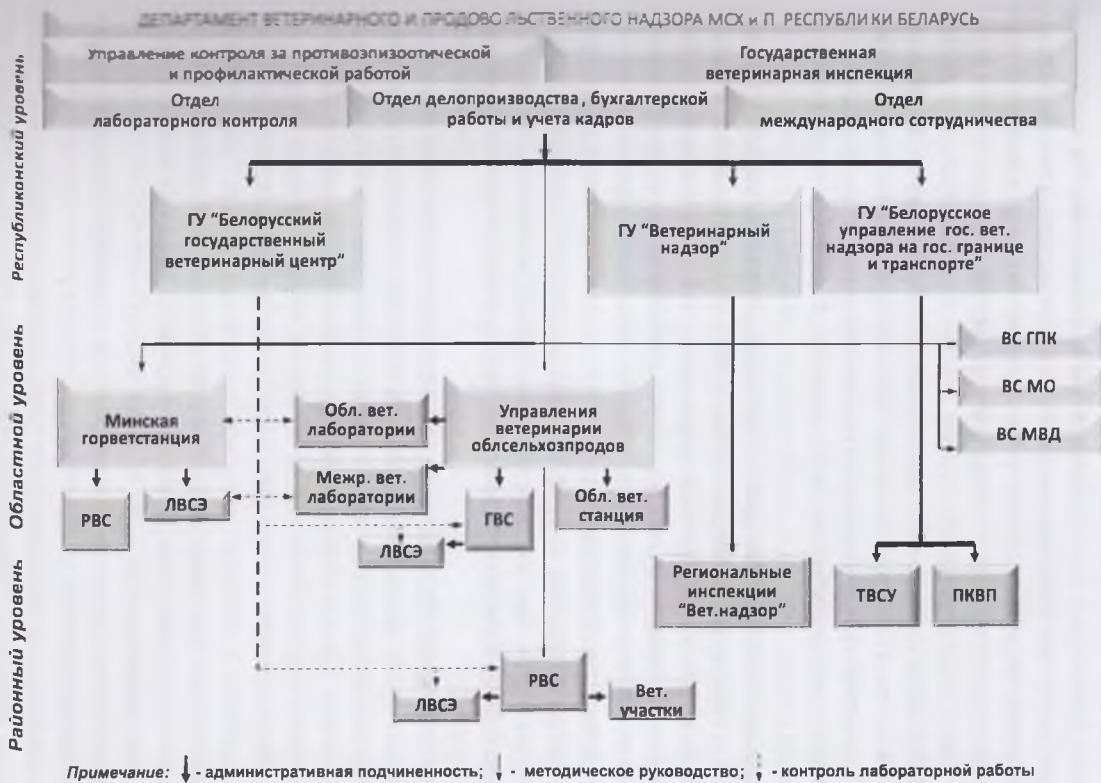 ДЕПАРТАМЕНТ ВЕТЕРИНАРНОГО И ПРОДОВОЛЬСТВЕННОГО НАДЗОРА МСХ и П РЕСПУБЛИКИ БЕЛАРУСЬ
Управление контроля за противоэпизоотической
и профилактической работой
Государственная
ветеринарная инспекция
Отдел
лабораторного контроля
Отдел делопроизводства, бухгалтерской
работы и учета кадров
Отдел
международного сотрудничества
Республиканский уровень
ГУ "Белорусский
государственный
ветеринарный центр"
ГУ "Ветеринарный
надзор"
ГУ "Белорусское
управление гос. вет.
надзора на гос. границе
и транспорте"
Областной уровень
ВС ГПК
ВС МО
ВС МВД
Минская
горветстанция
Обл. вет.
лаборатории
Управления
ветеринарии
облсельхозпродов
Межр. вет.
лаборатории
РВС
ЛВСЭ
ГВС
Обл. вет.
станция
ЛВСЭ
Районный уровень
Региональные
инспекции
"Вет.надзор"
ТВСУ
ПКВП
РВС
ЛВСЭ
Вет.
участки
Примечание: - административная подчиненность; - методическое руководство; - контроль лабораторной работы